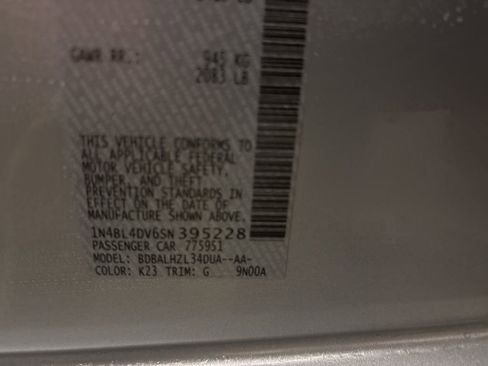 GAWR RR.: 945 KG
2083 LB
THIS VEHICLE CONFORMS TO
ALL APPLICABLE FEDERAL
MOTOR VEHICLE SAFETY,
BUMPER, AND THEFT
PREVENTION STANDARDS IN
EFFECT ON THE DATE OF
MANUFACTURE SHOWN ABOVE.
1N4BL4DV6SN395228
PASSENGER CAR 775951
MODEL: BDBALHZL34DUA--AA-
COLOR: K23 TRIM: G 9N00A